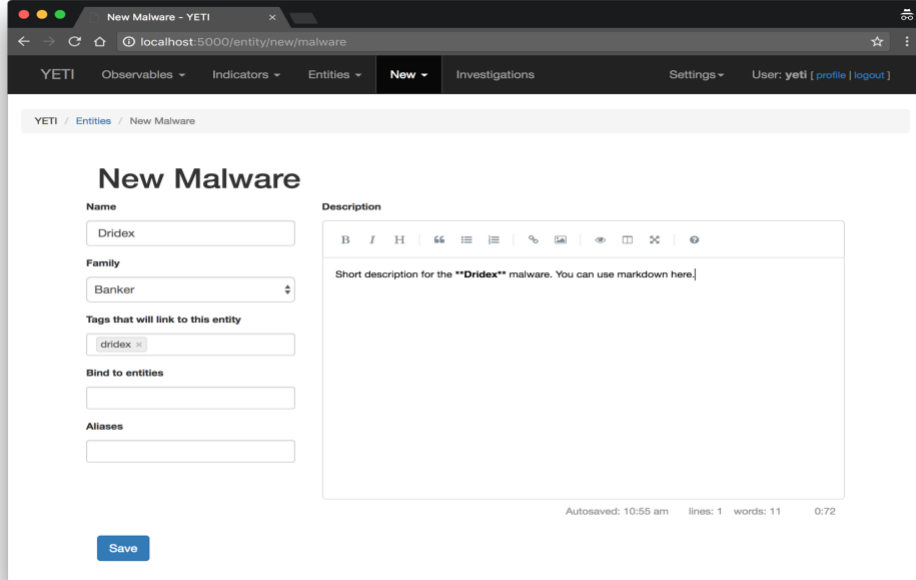 New Malware - YETI ×
localhost:5000/entity/new/malware
YETI Observables Indicators Entities New Investigations Settings User: yeti [ profile | logout ]
YETI / Entities / New Malware
New Malware
Name
Dridex
Family
Banker
Tags that will link to this entity
dridex ×
Bind to entities
Aliases
Save
Description
B I H
Short description for the **Dridex** malware. You can use markdown here.
Autosaved: 10:55 am lines: 1 words: 11 0:72